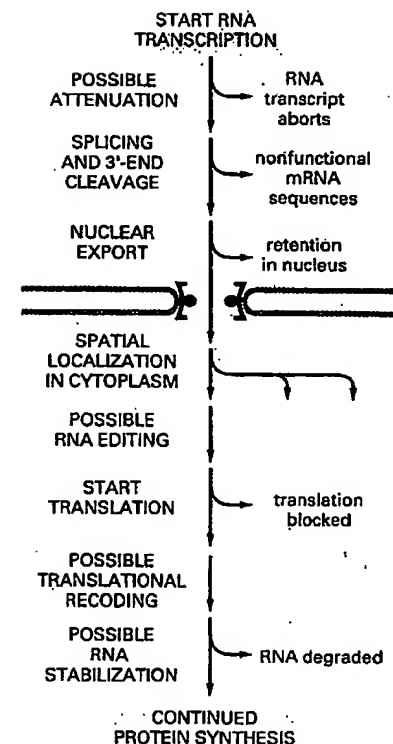 START RNA
TRANSCRIPTION
POSSIBLE
ATTENUATION
RNA
transcript
aborts
SPLICING
AND 3'-END
CLEAVAGE
nonfunctional
mRNA
sequences
NUCLEAR
EXPORT
retention
in nucleus
SPATIAL
LOCALIZATION
IN CYTOPLASM
POSSIBLE
RNA EDITING
START
TRANSLATION
translation
blocked
POSSIBLE
TRANSLATIONAL
RECODING
POSSIBLE
RNA
STABILIZATION
RNA degraded
CONTINUED
PROTEIN SYNTHESIS